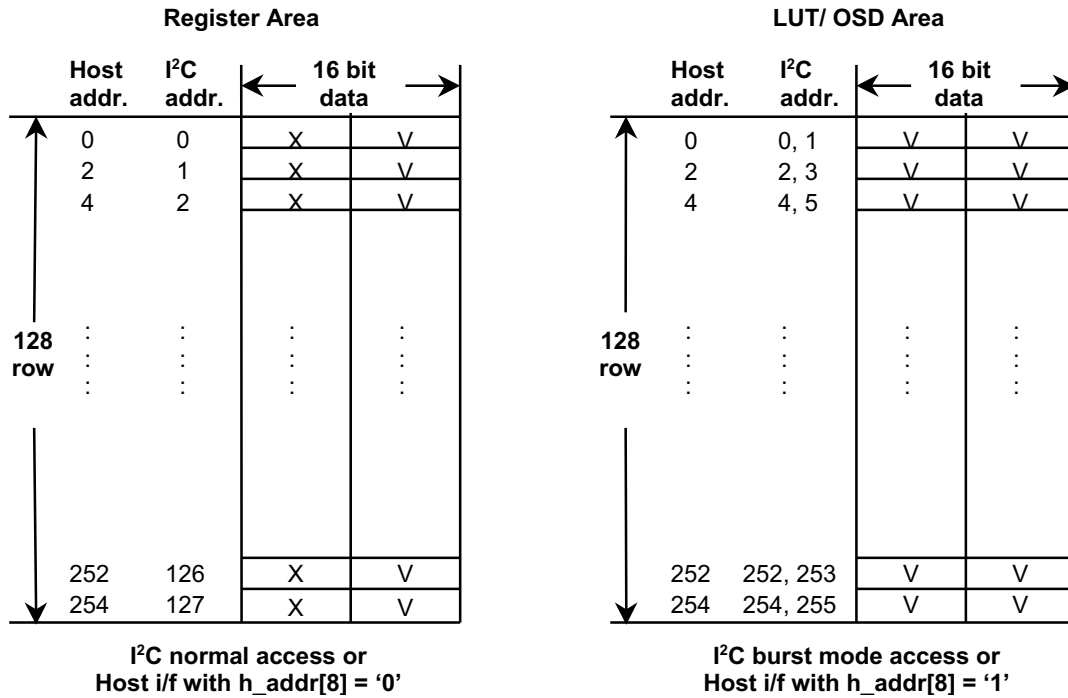 Register Area
Host addr.
I²C addr.
16 bit data
0 0 X V
2 1 X V
4 2 X V
128 row
: : : :
: : : :
: : : :
252 126 X V
254 127 X V
I²C normal access or
Host i/f with h_addr[8] = ‘0’
LUT/ OSD Area
Host addr.
I²C addr.
16 bit data
0 0, 1 V V
2 2, 3 V V
4 4, 5 V V
128 row
: : : :
: : : :
: : : :
252 252, 253 V V
254 254, 255 V V
I²C burst mode access or
Host i/f with h_addr[8] = ‘1’